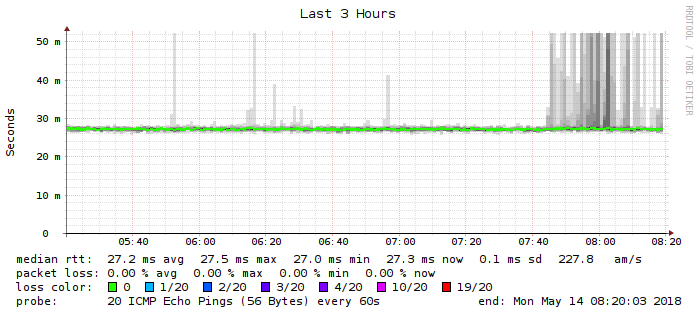 Last 3 Hours
RRDTOOL / TOBI OETIKER
Seconds
50 m
40 m
30 m
20 m
10 m
0
05:40 06:00 06:20 06:40 07:00 07:20 07:40 08:00 08:20
median rtt: 27.2 ms avg 27.5 ms max 27.0 ms min 27.3 ms now 0.1 ms sd 227.8 am/s
packet loss: 0.00 % avg 0.00 % max 0.00 % min 0.00 % now
loss color: 0 1/20 2/20 3/20 4/20 10/20 19/20
probe: 20 ICMP Echo Pings (56 Bytes) every 60s end: Mon May 14 08:20:03 2018